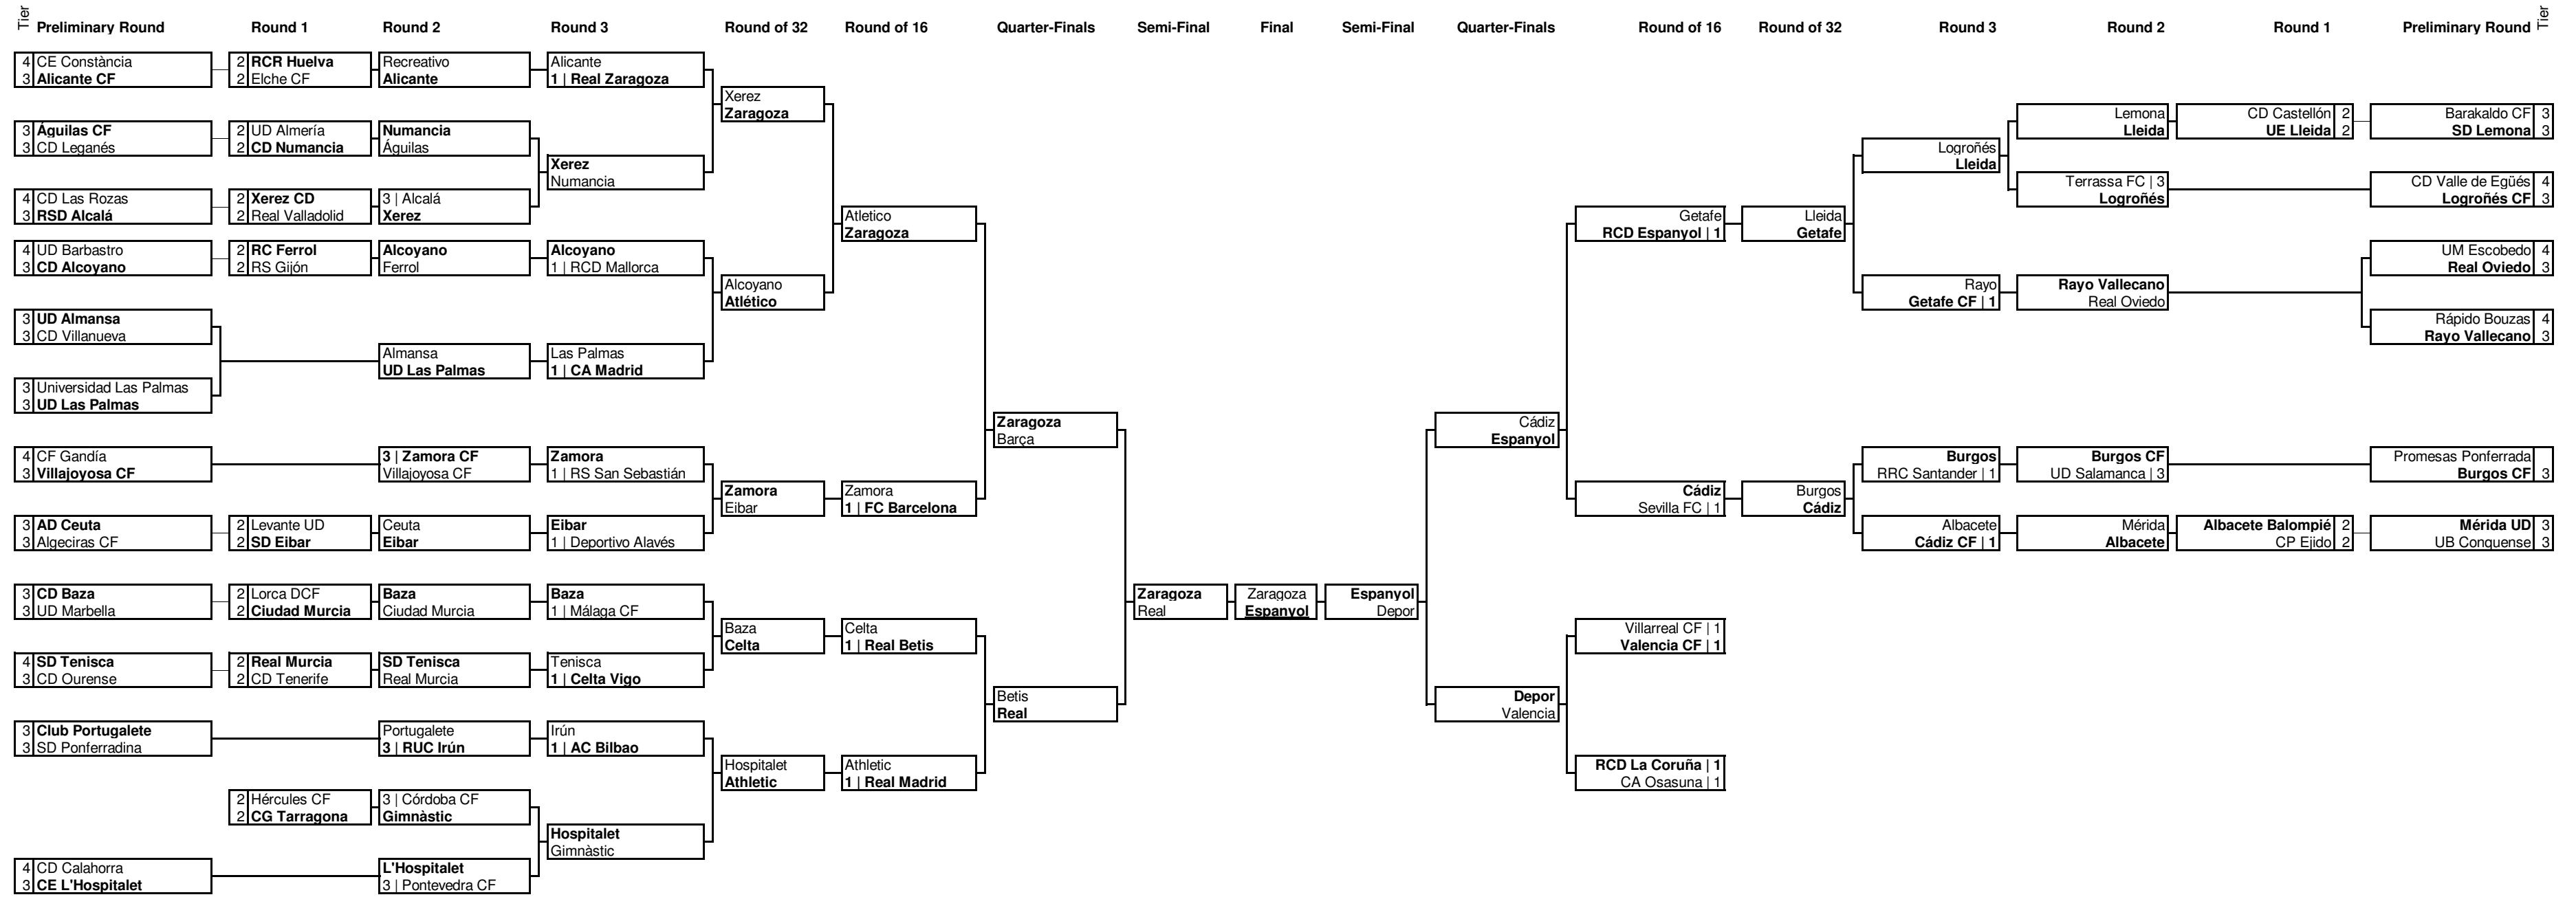 Tier Preliminary Round Round 1 Round 2 Round 3 Round of 32 Round of 16 Quarter-Finals Semi-Final Final Semi-Final Quarter-Finals Round of 16 Round of 32 Round 3 Round 2 Round 1 Preliminary Round Tier
4 CE Constància
3 Alicante CF
3 Águilas CF
3 CD Leganés
4 CD Las Rozas
3 RSD Alcalá
4 UD Barbastro
3 CD Alcoyano
3 UD Almansa
3 CD Villanueva
3 Universidad Las Palmas
3 UD Las Palmas
4 CF Gandía
3 Villajoyosa CF
3 AD Ceuta
3 Algeciras CF
3 CD Baza
3 UD Marbella
4 SD Tenisca
3 CD Ourense
3 Club Portugalete
3 SD Ponferradina
4 CD Calahorra
3 CE L'Hospitalet
2 RCR Huelva
2 Elche CF
2 UD Almería
2 CD Numancia
2 Xerez CD
2 Real Valladolid
2 RC Ferrol
2 RS Gijón
2 Levante UD
2 SD Eibar
2 Lorca DCF
2 Ciudad Murcia
2 Real Murcia
2 CD Tenerife
2 Hércules CF
2 CG Tarragona
Recreativo
Alicante
Numancia
Águilas
3 | Alcalá
Xerez
Alcoyano
Ferrol
Almansa
UD Las Palmas
3 | Zamora CF
Villajoyosa CF
Ceuta
Eibar
Baza
Ciudad Murcia
SD Tenisca
Real Murcia
Portugalete
3 | RUC Irún
3 | Córdoba CF
Gimnàstic
L'Hospitalet
3 | Pontevedra CF
Alicante
1 | Real Zaragoza
Xerez
Numancia
Alcoyano
1 | RCD Mallorca
Las Palmas
1 | CA Madrid
Zamora
1 | RS San Sebastián
Eibar
1 | Deportivo Alavés
Baza
1 | Málaga CF
Tenisca
1 | Celta Vigo
Irún
1 | AC Bilbao
Hospitalet
Gimnàstic
Xerez
Zaragoza
Alcoyano
Atlético
Zamora
Eibar
Baza
Celta
Hospitalet
Athletic
Atletico
Zaragoza
Zamora
1 | FC Barcelona
Celta
1 | Real Betis
Athletic
1 | Real Madrid
Zaragoza
Barça
Betis
Real
Zaragoza
Real
Zaragoza
Espanyol
Espanyol
Depor
Cádiz
Espanyol
Depor
Valencia
Getafe
RCD Espanyol | 1
Cádiz
Sevilla FC | 1
Villarreal CF | 1
Valencia CF | 1
RCD La Coruña | 1
CA Osasuna | 1
Lleida
Getafe
Burgos
Cádiz
Logroñés
Lleida
Rayo
Getafe CF | 1
Burgos
RRC Santander | 1
Albacete
Cádiz CF | 1
Lemona
Lleida
Terrassa FC | 3
Logroñés
Rayo Vallecano
Real Oviedo
Burgos CF
UD Salamanca | 3
Mérida
Albacete
CD Castellón 2
UE Lleida 2
Albacete Balompié 2
CP Ejido 2
Barakaldo CF 3
SD Lemona 3
CD Valle de Egüés 4
Logroñés CF 3
UM Escobedo 4
Real Oviedo 3
Rápido Bouzas 4
Rayo Vallecano 3
Promesas Ponferrada
Burgos CF 3
Mérida UD 3
UB Conquense 3